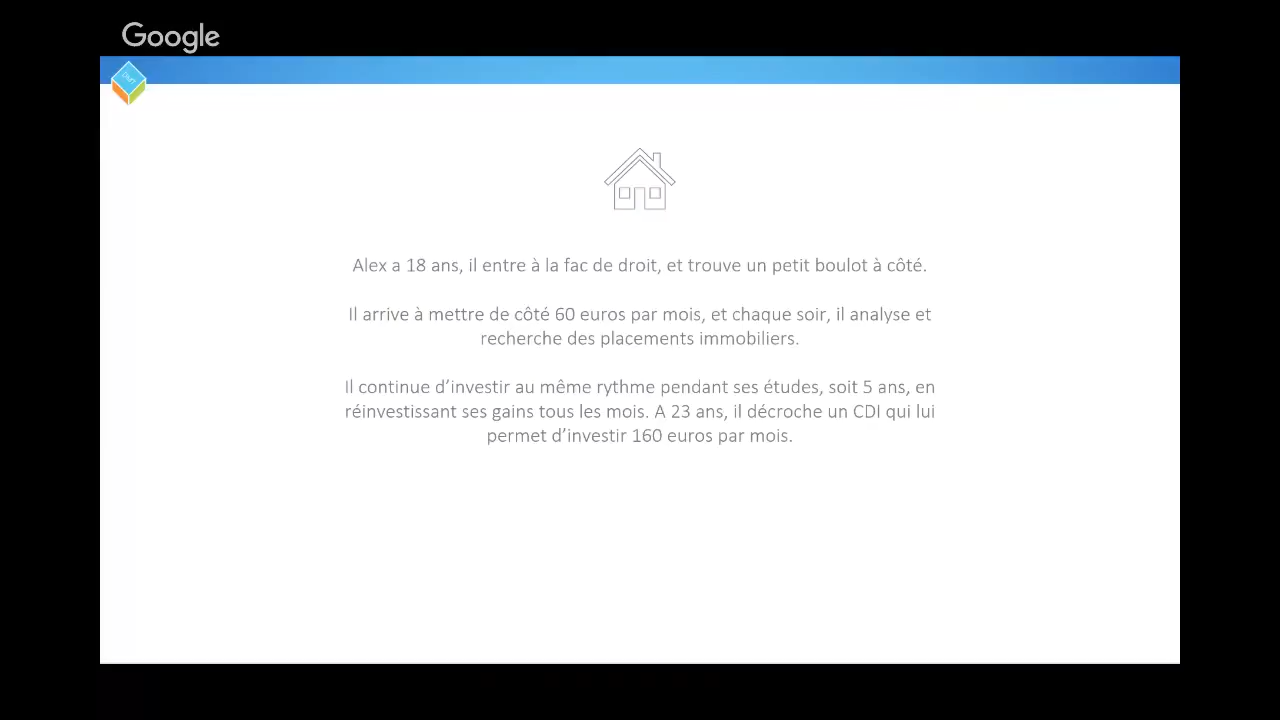 Google
Alex a 18 ans, il entre à la fac de droit, et trouve un petit boulot à côté.
Il arrive à mettre de côté 60 euros par mois, et chaque soir, il analyse et
recherche des placements immobiliers.
Il continue d’investir au même rythme pendant ses études, soit 5 ans, en
réinvestissant ses gains tous les mois. A 23 ans, il décroche un CDI qui lui
permet d’investir 160 euros par mois.